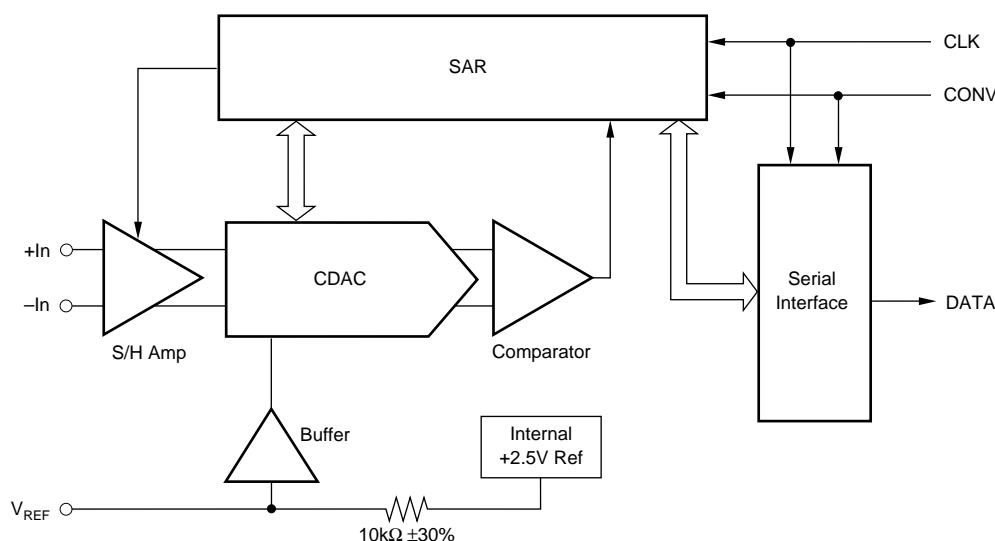 SAR
CLK
CONV
+In
–In
S/H Amp
CDAC
Comparator
Serial
Interface
DATA
Buffer
Internal
+2.5V Ref
VREF
10kΩ ±30%